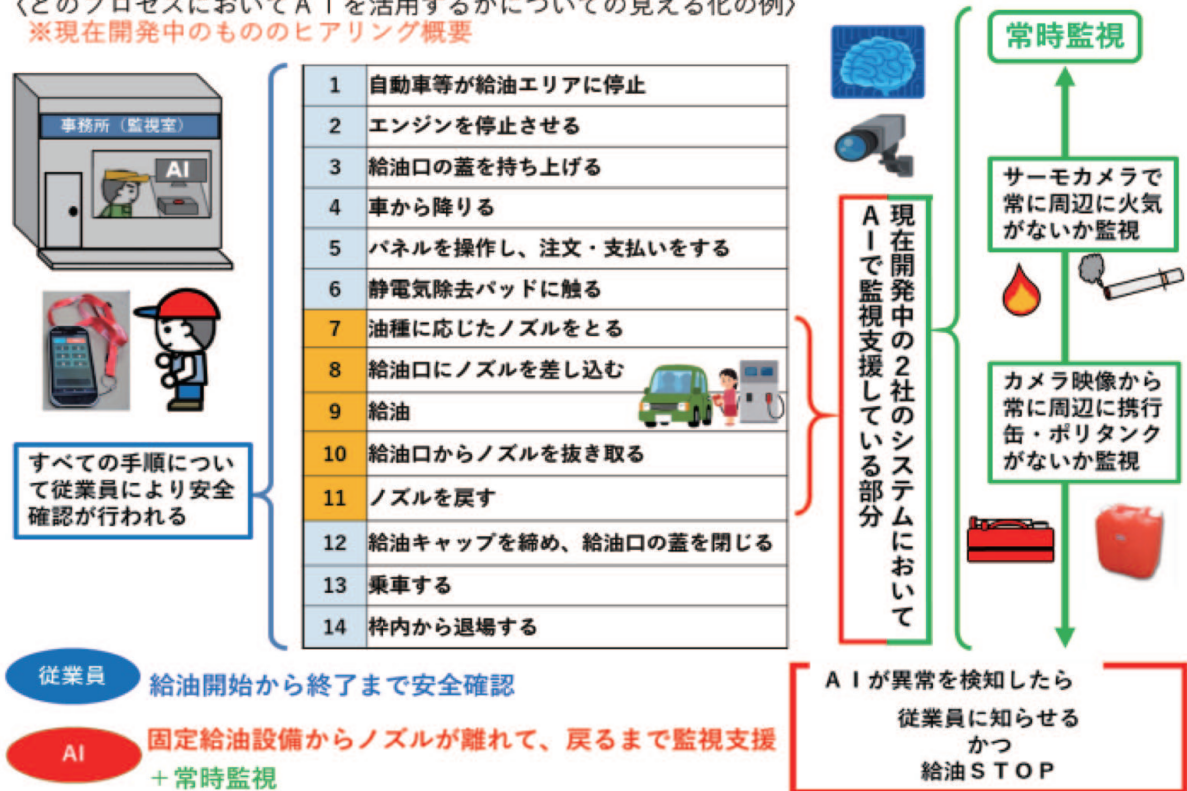 〈どのプロセスにおいてＡＩを活用するかについての見える化の例〉
※現在開発中のもののヒアリング概要
事務所（監視室）
AI
すべての手順につい
て従業員により安全
確認が行われる
1 自動車等が給油エリアに停止
2 エンジンを停止させる
3 給油口の蓋を持ち上げる
4 車から降りる
5 パネルを操作し、注文・支払いをする
6 静電気除去パッドに触る
7 油種に応じたノズルをとる
8 給油口にノズルを差し込む
9 給油
10 給油口からノズルを抜き取る
11 ノズルを戻す
12 給油キャップを締め、給油口の蓋を閉じる
13 乗車する
14 枠内から退場する
現在開発中の２社のシステムにおいて
ＡＩで監視支援している部分
常時監視
サーモカメラで
常に周辺に火気
がないか監視
カメラ映像から
常に周辺に携行
缶・ポリタンク
がないか監視
従業員 給油開始から終了まで安全確認
AI 固定給油設備からノズルが離れて、戻るまで監視支援
＋常時監視
ＡＩが異常を検知したら
従業員に知らせる
かつ
給油ＳＴＯＰ